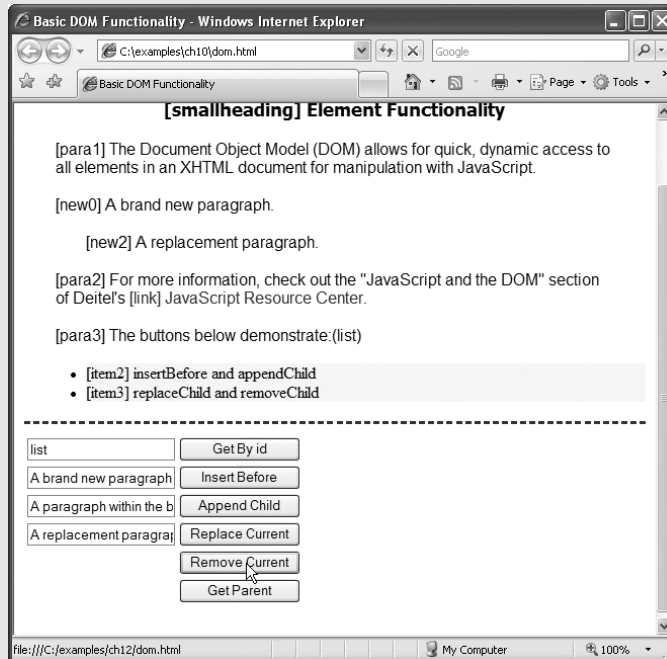 Basic DOM Functionality - Windows Internet Explorer
C:\examples\ch10\dom.html
Google
Basic DOM Functionality
Page
Tools
[smallheading] Element Functionality
[para1] The Document Object Model (DOM) allows for quick, dynamic access to
all elements in an XHTML document for manipulation with JavaScript.
[new0] A brand new paragraph.
[new2] A replacement paragraph.
[para2] For more information, check out the "JavaScript and the DOM" section
of Deitel's [link] JavaScript Resource Center.
[para3] The buttons below demonstrate:(list)
• [item2] insertBefore and appendChild
• [item3] replaceChild and removeChild
list Get By id
A brand new paragraph Insert Before
A paragraph within the b Append Child
A replacement paragrap Replace Current
Remove Current
Get Parent
file:///C:/examples/ch12/dom.html My Computer 100%